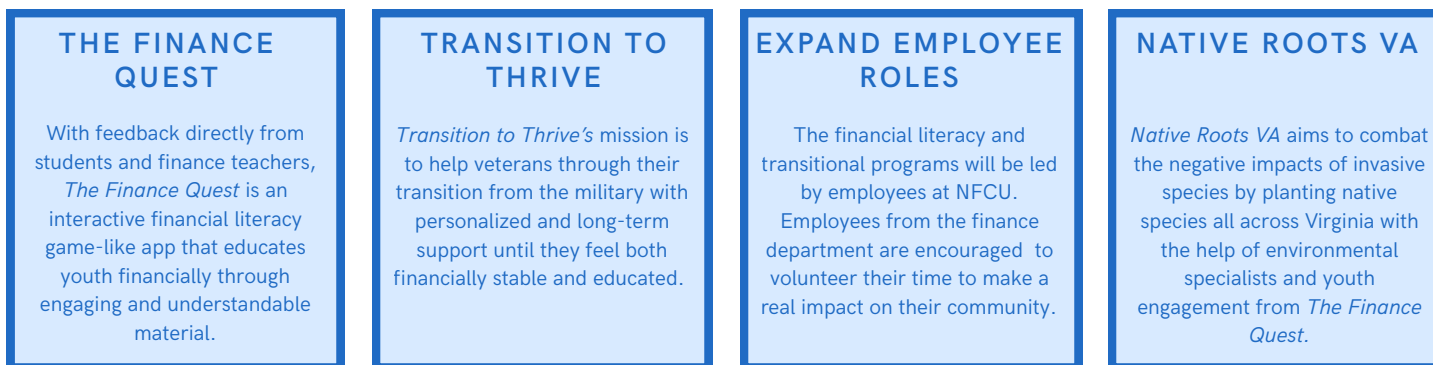 THE FINANCE
QUEST
With feedback directly from
students and finance teachers,
The Finance Quest is an
interactive financial literacy
game-like app that educates
youth financially through
engaging and understandable
material.
TRANSITION TO
THRIVE
Transition to Thrive’s mission is
to help veterans through their
transition from the military with
personalized and long-term
support until they feel both
financially stable and educated.
EXPAND EMPLOYEE
ROLES
The financial literacy and
transitional programs will be led
by employees at NFCU.
Employees from the finance
department are encouraged  to
volunteer their time to make a
real impact on their community.
NATIVE ROOTS VA
Native Roots VA aims to combat
the negative impacts of invasive
species by planting native
species all across Virginia with
the help of environmental
specialists and youth
engagement from The Finance
Quest.